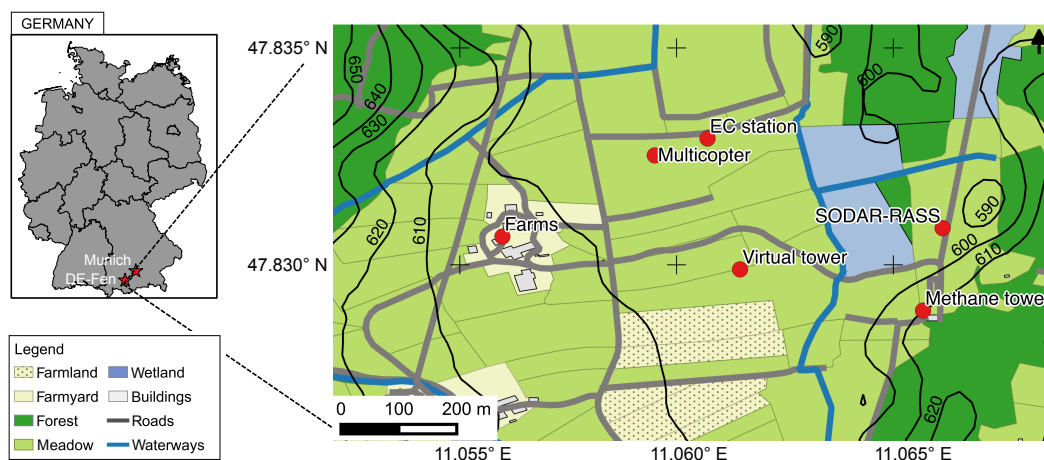 GERMANY
Munich
DE-Fen
Legend
Farmland
Wetland
Farmyard
Buildings
Forest
Roads
Meadow
Waterways
47.835° N
47.830° N
650
640
630
620
610
590
600
EC station
Multicopter
Farms
SODAR-RASS
590
600
610
Virtual tower
Methane towe
620
0 100 200 m
11.055° E 11.060° E 11.065° E